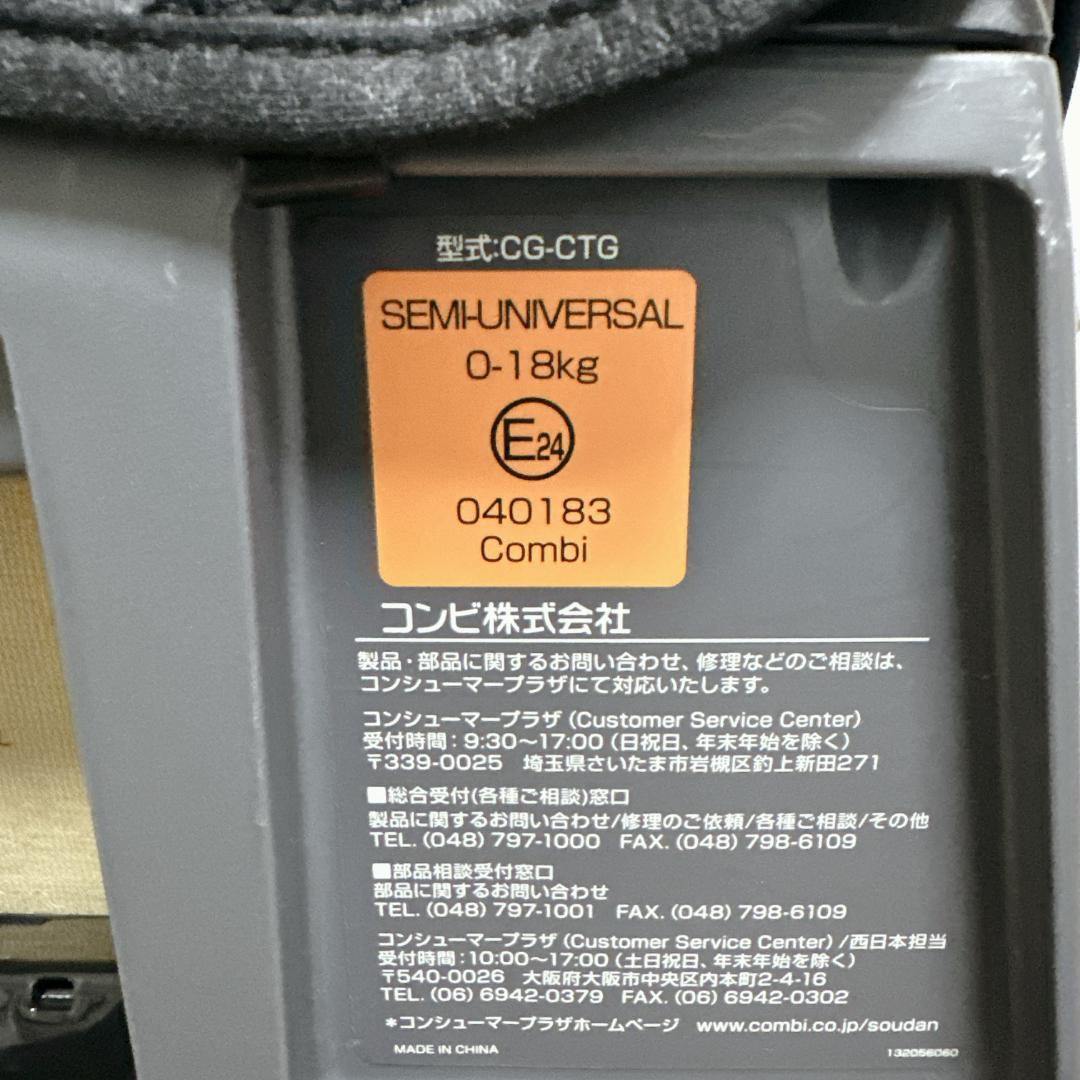 型式:CG-CTG
SEMI-UNIVERSAL
0-18kg
E24
040183
Combi
コンビ株式会社
製品・部品に関するお問い合わせ、修理などのご相談は、
コンシューマープラザにて対応いたします。
コンシューマープラザ (Customer Service Center)
受付時間:9:30〜17:00 (日祝日、年末年始を除く)
〒339-0025 埼玉県さいたま市岩槻区釣上新田271
■総合受付(各種ご相談)窓口
製品に関するお問い合わせ/修理のご依頼/各種ご相談/その他
TEL. (048) 797-1000 FAX. (048) 798-6109
■部品相談受付窓口
部品に関するお問い合わせ
TEL. (048) 797-1001 FAX. (048) 798-6109
コンシューマープラザ (Customer Service Center) /西日本担当
受付時間:10:00〜17:00 (土日祝日、年末年始を除く)
〒540-0026 大阪府大阪市中央区内本町2-4-16
TEL. (06) 6942-0379 FAX. (06) 6942-0302
*コンシューマープラザホームページ www.combi.co.jp/soudan
MADE IN CHINA 132056060